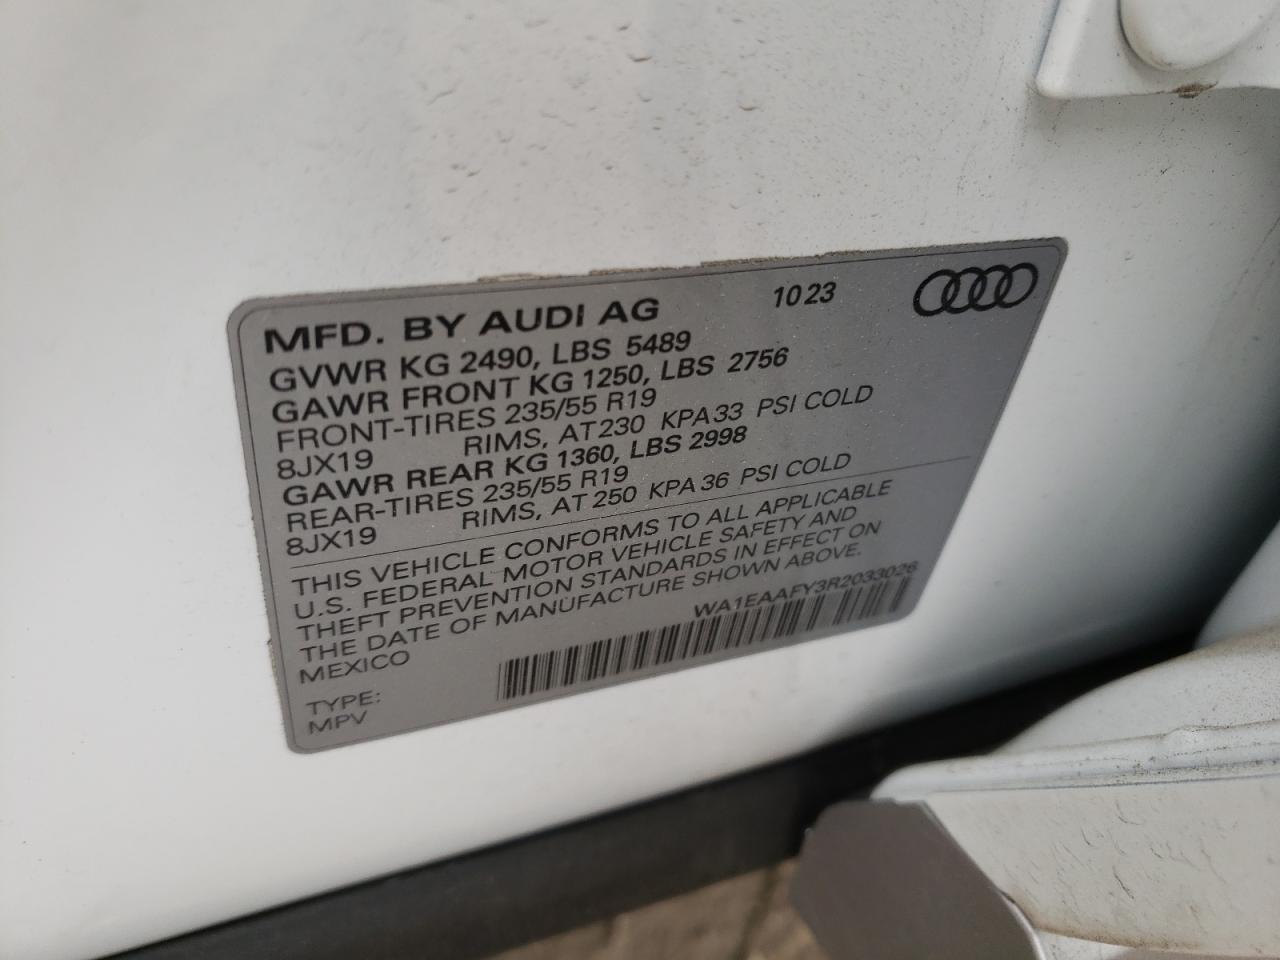 MFD. BY AUDI AG 10 23
GVWR KG 2490, LBS 5489
GAWR FRONT KG 1250, LBS 2756
FRONT-TIRES 235/55 R19
8JX19 RIMS, AT 230 KPA 33 PSI COLD
GAWR REAR KG 1360, LBS 2998
REAR-TIRES 235/55 R19
8JX19 RIMS, AT 250 KPA 36 PSI COLD
THIS VEHICLE CONFORMS TO ALL APPLICABLE
U.S. FEDERAL MOTOR VEHICLE SAFETY AND
THEFT PREVENTION STANDARDS IN EFFECT ON
THE DATE OF MANUFACTURE SHOWN ABOVE.
MEXICO WA1EAAFY3R2033026
TYPE:
MPV